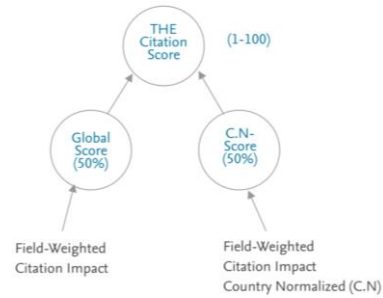 THE
Citation
Score
(1-100)
Global
Score
(50%)
C.N-
Score
(50%)
Field-Weighted
Citation Impact
Field-Weighted
Citation Impact
Country Normalized (C.N)